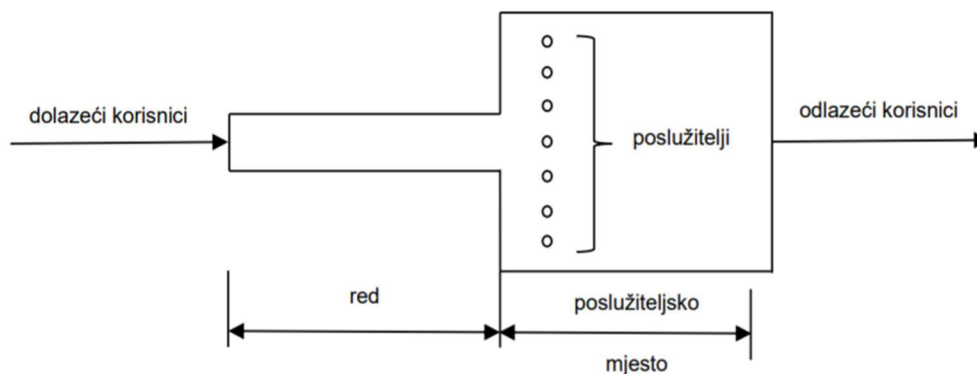 dolazeći korisnici
poslužitelji
odlazeći korisnici
red
poslužiteljsko
mjesto